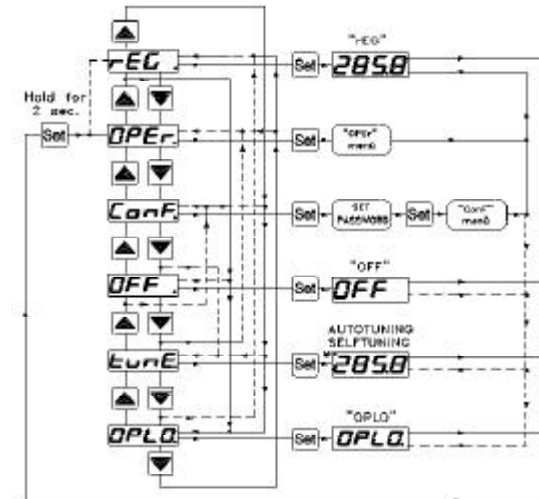 "rEG"
rEG. Set 285.8
Hold for
2 sec.
Set
OPEr. Set "OPEr"
menù
ConF. Set SET
PASSWORD Set "ConF"
menù
"OFF"
OFF. Set OFF
AUTOTUNING
SELFTUNING
tunE Set 285.8
"OPLO"
OPLO. Set OPLO.